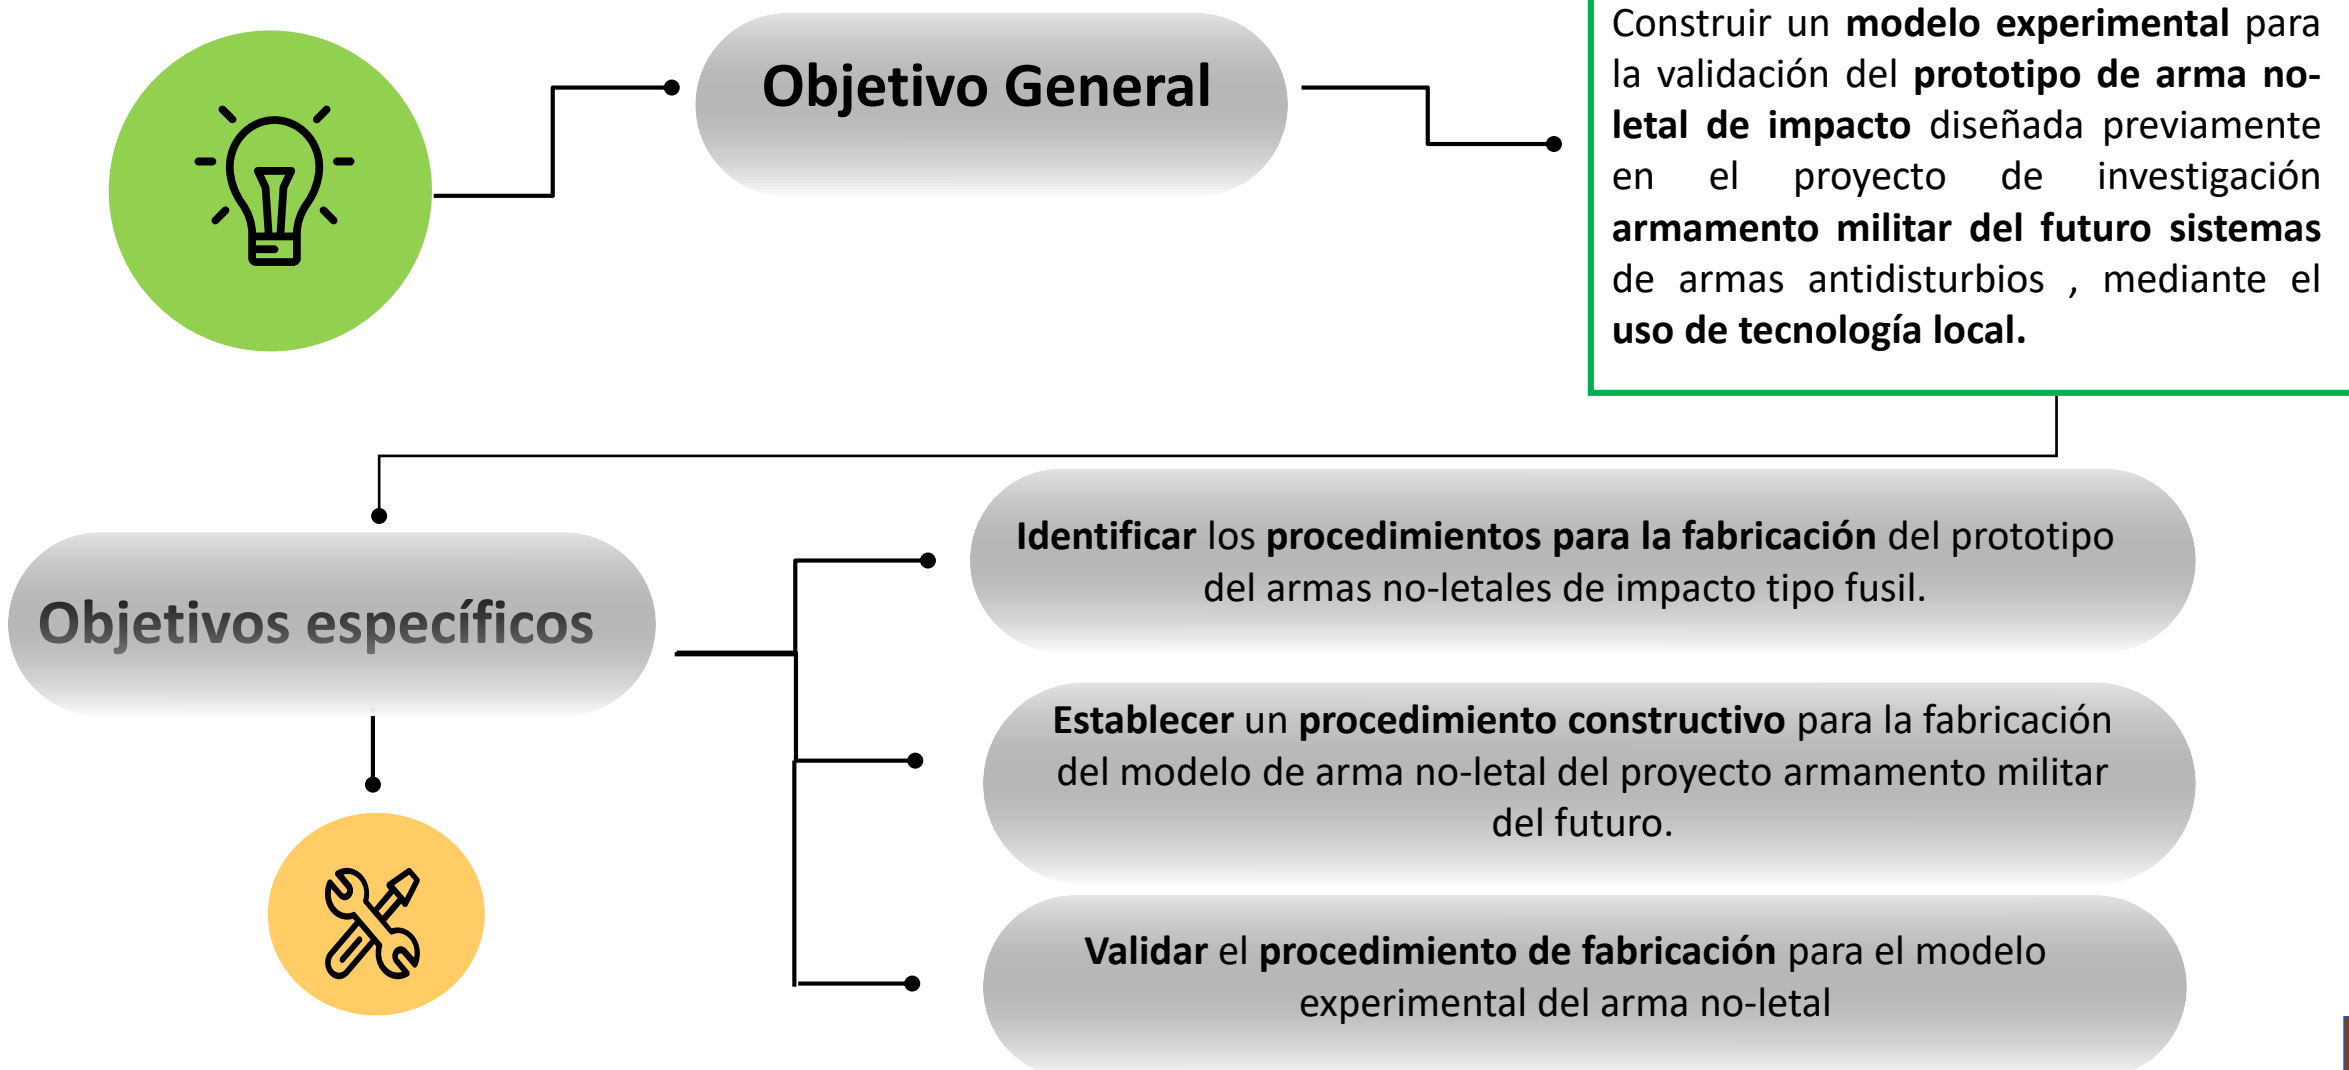 Objetivo General
Construir un modelo experimental para
la validación del prototipo de arma no-
letal de impacto diseñada previamente
en el proyecto de investigación
armamento militar del futuro sistemas
de armas antidisturbios , mediante el
uso de tecnología local.
Objetivos específicos
Identificar los procedimientos para la fabricación del prototipo
del armas no-letales de impacto tipo fusil.
Establecer un procedimiento constructivo para la fabricación
del modelo de arma no-letal del proyecto armamento militar
del futuro.
Validar el procedimiento de fabricación para el modelo
experimental del arma no-letal